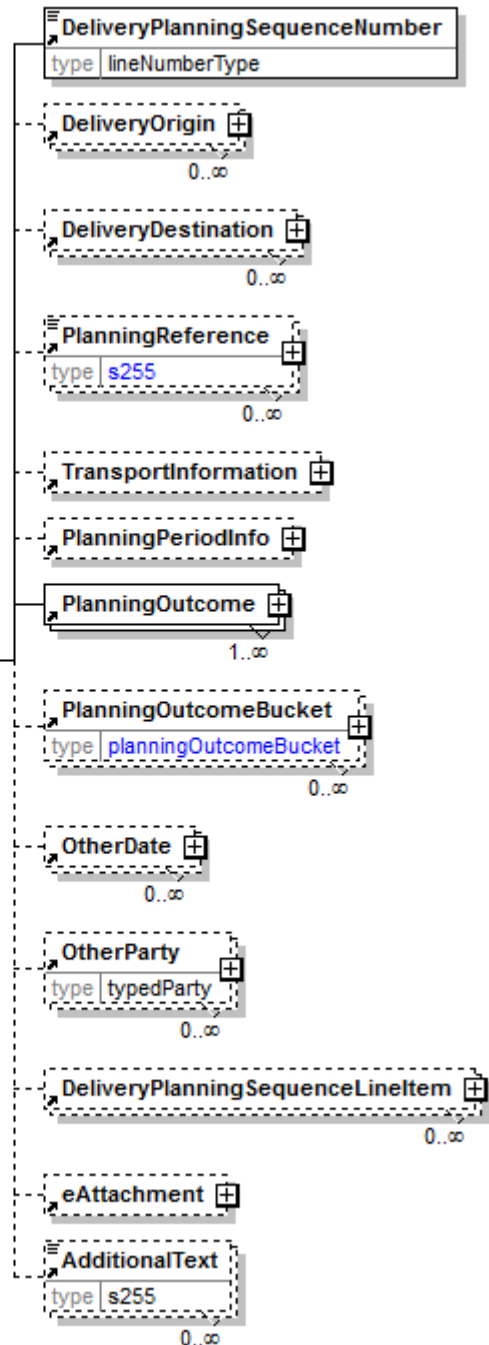 DeliveryPlanningSequenceNumber
type lineNumberType
DeliveryOrigin
0..∞
DeliveryDestination
0..∞
PlanningReference
type s255
0..∞
TransportInformation
PlanningPeriodInfo
PlanningOutcome
1..∞
PlanningOutcomeBucket
type planningOutcomeBucket
0..∞
OtherDate
0..∞
OtherParty
type typedParty
0..∞
DeliveryPlanningSequenceLineItem
0..∞
eAttachment
AdditionalText
type s255
0..∞